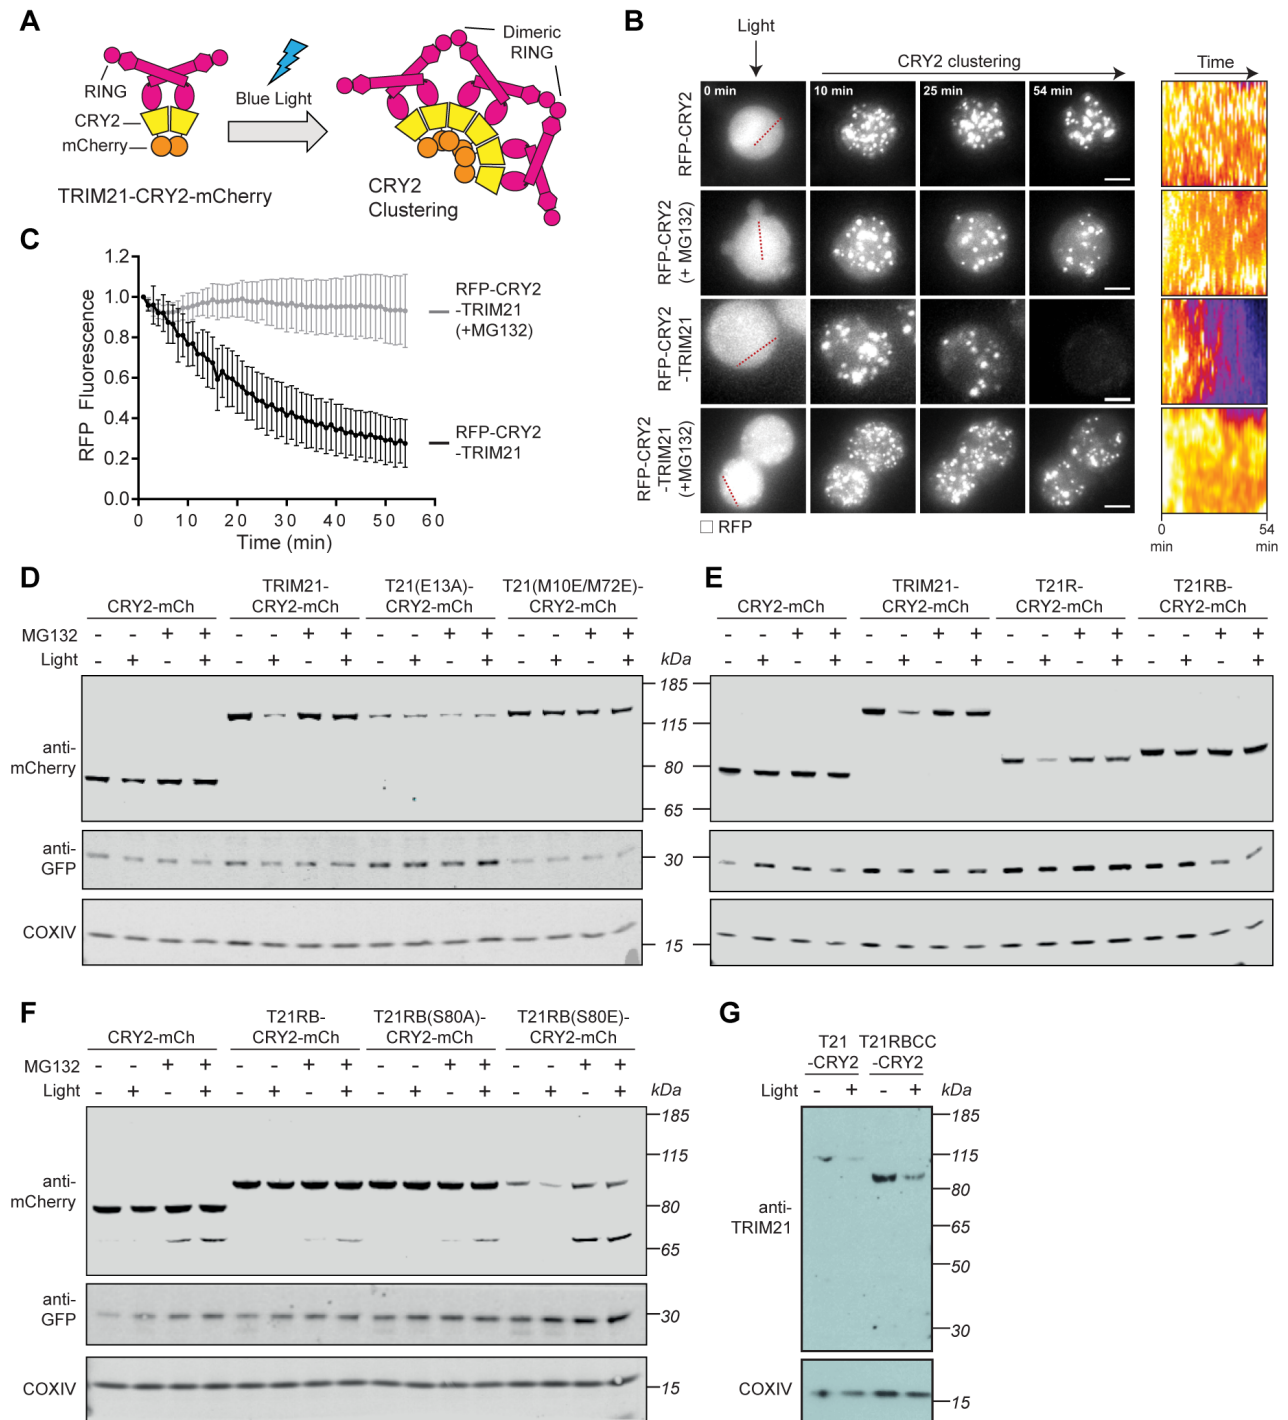 A
RING
CRY2
mCherry
Blue Light
Dimeric
RING
TRIM21-CRY2-mCherry
CRY2
Clustering
B
Light
CRY2 clustering
Time
0 min
10 min
25 min
54 min
RFP-CRY2
RFP-CRY2
(+ MG132)
RFP-CRY2
-TRIM21
RFP-CRY2
-TRIM21
(+MG132)
RFP
0
min
54
min
C
RFP Fluorescence
1.2
1.0
0.8
0.6
0.4
0.2
0.0
0 10 20 30 40 50 60
Time (min)
RFP-CRY2
-TRIM21
(+MG132)
RFP-CRY2
-TRIM21
D
CRY2-mCh
TRIM21-
CRY2-mCh
T21(E13A)-
CRY2-mCh
T21(M10E/M72E)-
CRY2-mCh
MG132 - - + + - - + + - - + + - - + +
Light - + - + - + - + - + - + - + - +
kDa
185
115
80
65
30
15
anti-
mCherry
anti-
GFP
COXIV
E
CRY2-mCh
TRIM21-
CRY2-mCh
T21R-
CRY2-mCh
T21RB-
CRY2-mCh
- - + + - - + + - - + + - - + +
- + - + - + - + - + - + - + - +
F
CRY2-mCh
T21RB-
CRY2-mCh
T21RB(S80A)-
CRY2-mCh
T21RB(S80E)-
CRY2-mCh
MG132 - - + + - - + + - - + + - - + +
Light - + - + - + - + - + - + - + - +
kDa
185
115
80
65
30
15
anti-
mCherry
anti-
GFP
COXIV
G
T21
-CRY2
T21RBCC
-CRY2
Light - + - +
kDa
185
115
80
65
50
30
15
anti-
TRIM21
COXIV